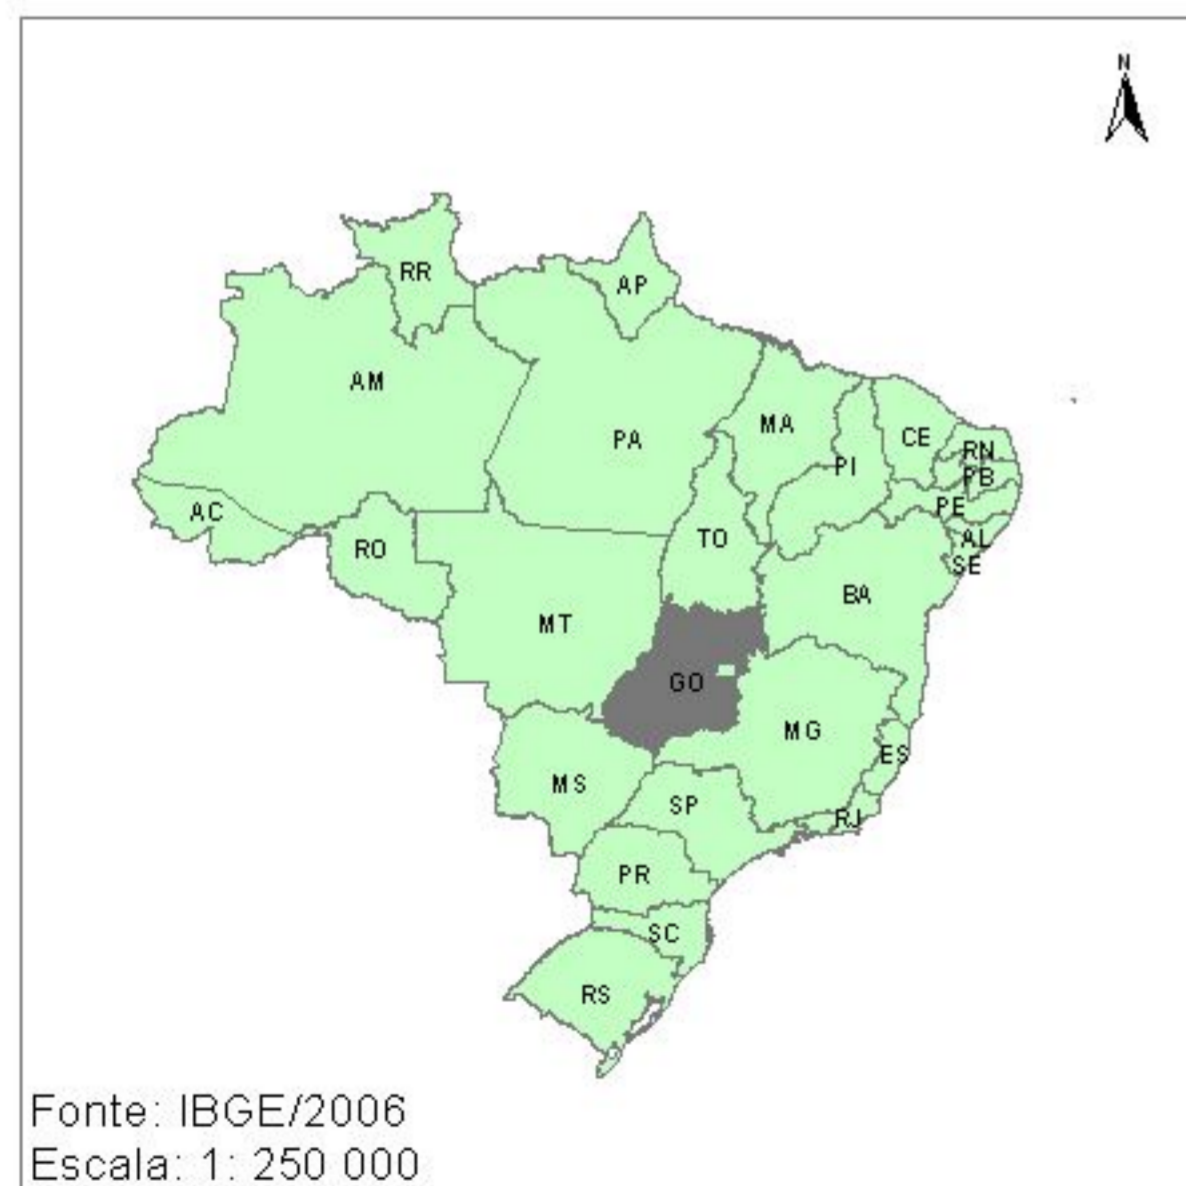 N
RR
AP
AM
PA
MA
CE
RN
PI
PB
PE
AC
TO
AL
RO
SE
BA
MT
GO
MG
ES
MS
SP
RJ
PR
SC
RS
Fonte: IBGE/2006
Escala: 1: 250 000